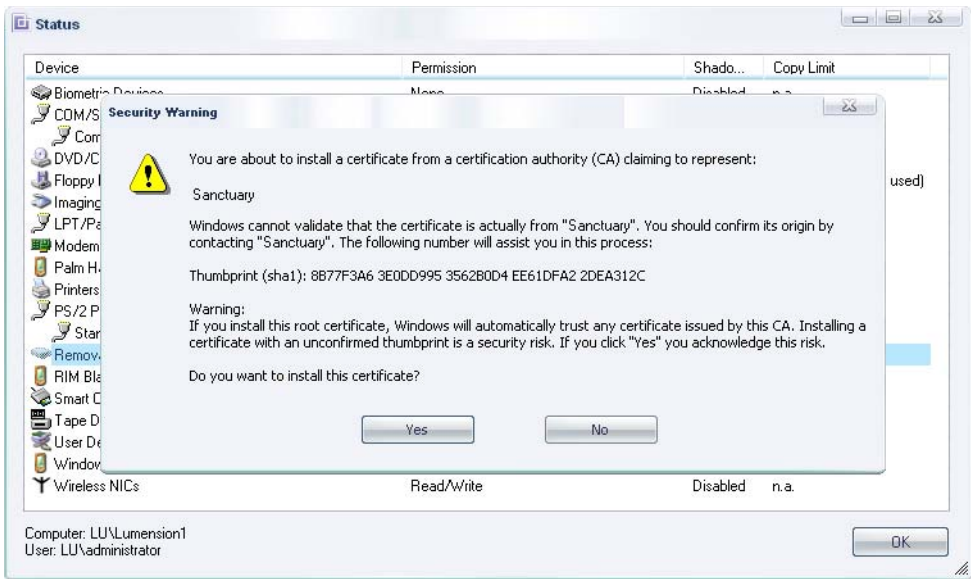 Status
Device Permission Shado... Copy Limit
Biometric Devices None Disabled n.a.
Security Warning
COM/S
Com
DVD/C
Floppy used)
Imaging
LPT/Pa
Modem
Palm H
Printers
PS/2 P
Star
Remov
RIM Bla
Smart C
Tape D
User De
Window
You are about to install a certificate from a certification authority (CA) claiming to represent:
Sanctuary
Windows cannot validate that the certificate is actually from "Sanctuary". You should confirm its origin by
contacting "Sanctuary". The following number will assist you in this process:
Thumbprint (sha1): 8B77F3A6 3E0DD995 3562B0D4 EE61DFA2 2DEA312C
Warning:
If you install this root certificate, Windows will automatically trust any certificate issued by this CA. Installing a
certificate with an unconfirmed thumbprint is a security risk. If you click "Yes" you acknowledge this risk.
Do you want to install this certificate?
Yes No
Wireless NICs Read/Write Disabled n.a.
Computer: LU\Lumension1
User: LU\administrator
OK